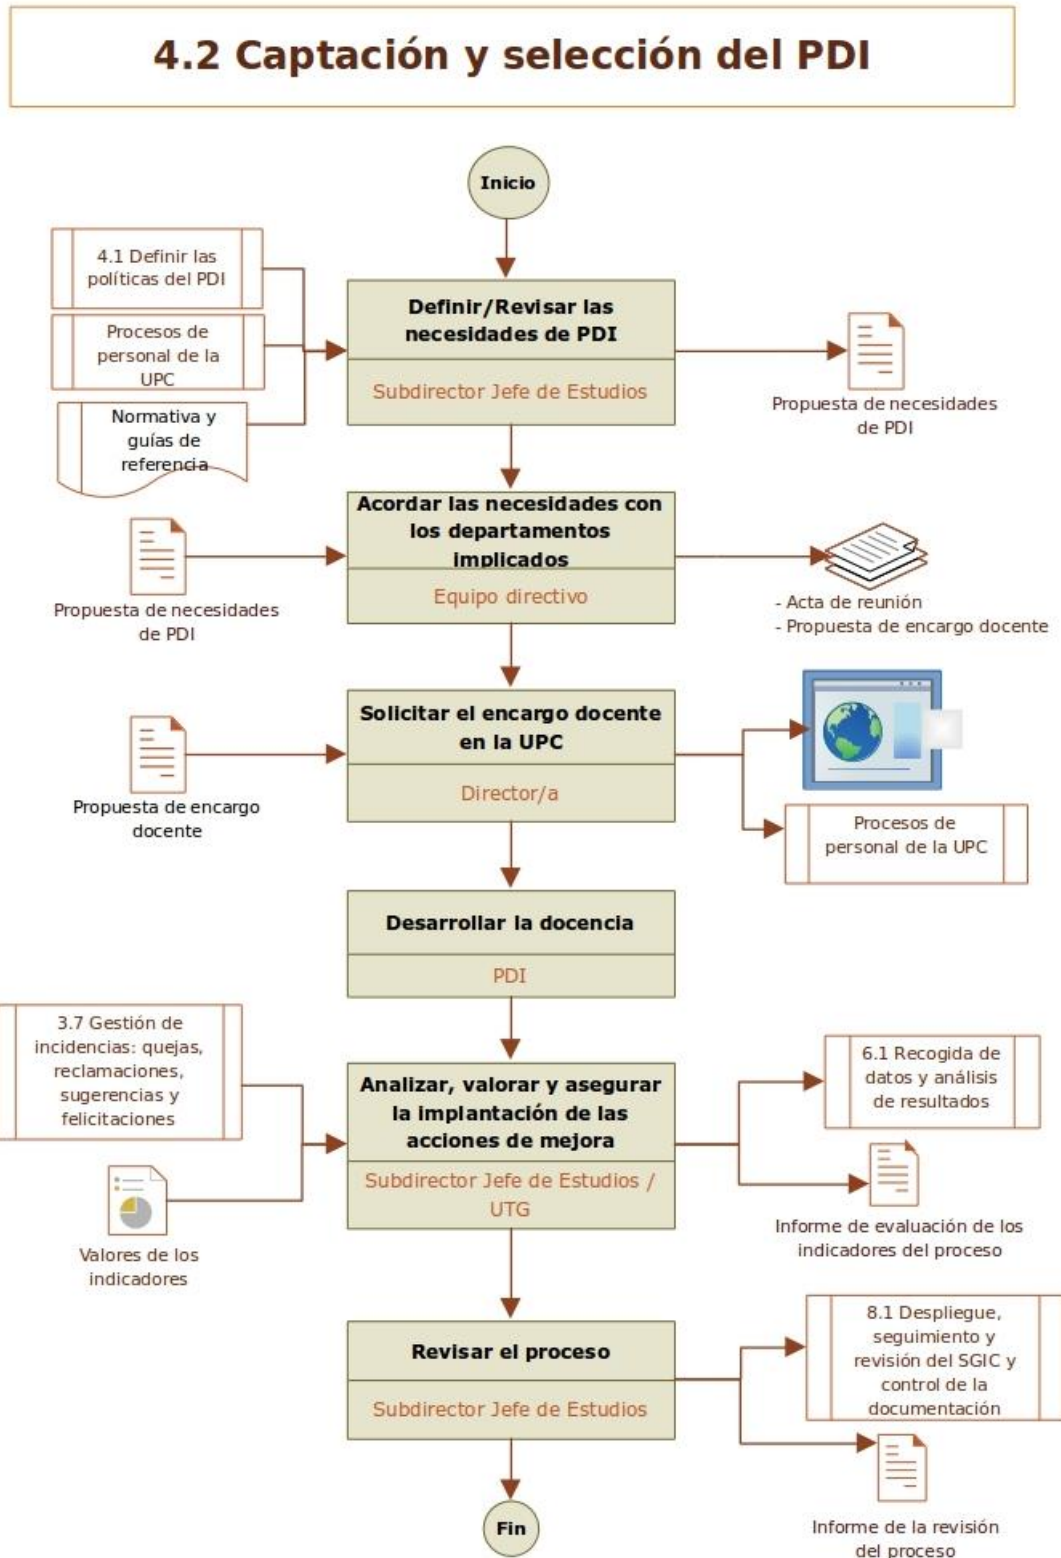 4.2 Captación y selección del PDI
Inicio
4.1 Definir las
políticas del PDI
Procesos de
personal de la
UPC
Normativa y
guías de
referencia
Definir/Revisar las
necesidades de PDI
Subdirector Jefe de Estudios
Propuesta de necesidades
de PDI
Propuesta de necesidades
de PDI
Acordar las necesidades con
los departamentos
implicados
Equipo directivo
- Acta de reunión
- Propuesta de encargo docente
Propuesta de encargo
docente
Solicitar el encargo docente
en la UPC
Director/a
Procesos de
personal de la UPC
Desarrollar la docencia
PDI
3.7 Gestión de
incidencias: quejas,
reclamaciones,
sugerencias y
felicitaciones
Valores de los
indicadores
Analizar, valorar y asegurar
la implantación de las
acciones de mejora
Subdirector Jefe de Estudios /
UTG
6.1 Recogida de
datos y análisis
de resultados
Informe de evaluación de los
indicadores del proceso
Revisar el proceso
Subdirector Jefe de Estudios
8.1 Despliegue,
seguimiento y
revisión del SGIC y
control de la
documentación
Informe de la revisión
del proceso
Fin